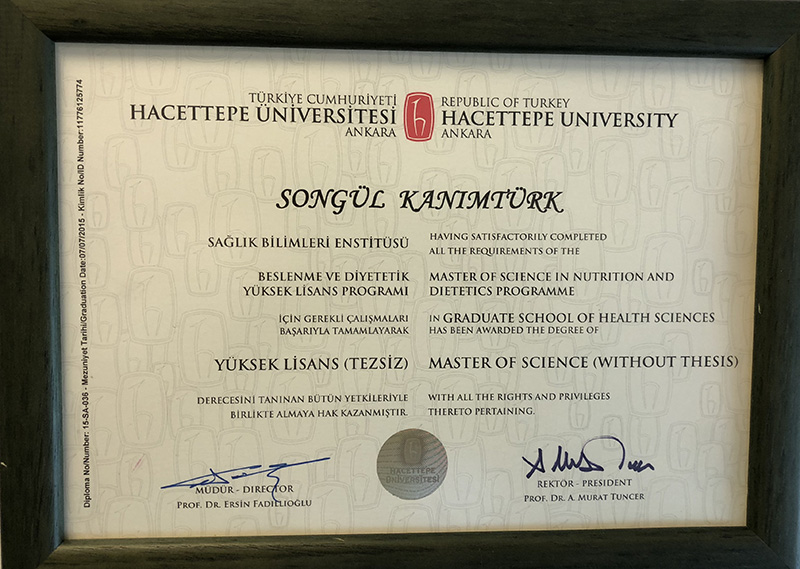 TÜRKİYE CUMHURİYETİ
HACETTEPE ÜNİVERSİTESİ
ANKARA
REPUBLIC OF TURKEY
HACETTEPE UNIVERSITY
ANKARA
SONGÜL KANIMTÜRK
SAĞLIK BİLİMLERİ ENSTİTÜSÜ
BESLENME VE DİYETETİK
YÜKSEK LİSANS PROGRAMI
İÇİN GEREKLİ ÇALIŞMALARI
BAŞARIYLA TAMAMLAYARAK
YÜKSEK LİSANS (TEZSİZ)
DERECESİNİ TANINAN BÜTÜN YETKİLERİYLE
BİRLİKTE ALMAYA HAK KAZANMIŞTIR.
HAVING SATISFACTORILY COMPLETED
ALL THE REQUIREMENTS OF THE
MASTER OF SCIENCE IN NUTRITION AND
DIETETICS PROGRAMME
IN GRADUATE SCHOOL OF HEALTH SCIENCES
HAS BEEN AWARDED THE DEGREE OF
MASTER OF SCIENCE (WITHOUT THESIS)
WITH ALL THE RIGHTS AND PRIVILEGES
THERETO PERTAINING.
HACETTEPE
ÜNİVERSİTESİ
MÜDÜR - DIRECTOR
PROF. DR. ERSİN FADILLIOĞLU
REKTÖR - PRESIDENT
PROF. DR. A. MURAT TUNCER
Diploma No/Number: 15-SA-036 - Mezuniyet Tarihi/Graduation Date:07/07/2015 - Kimlik No/ID Number:11776125774